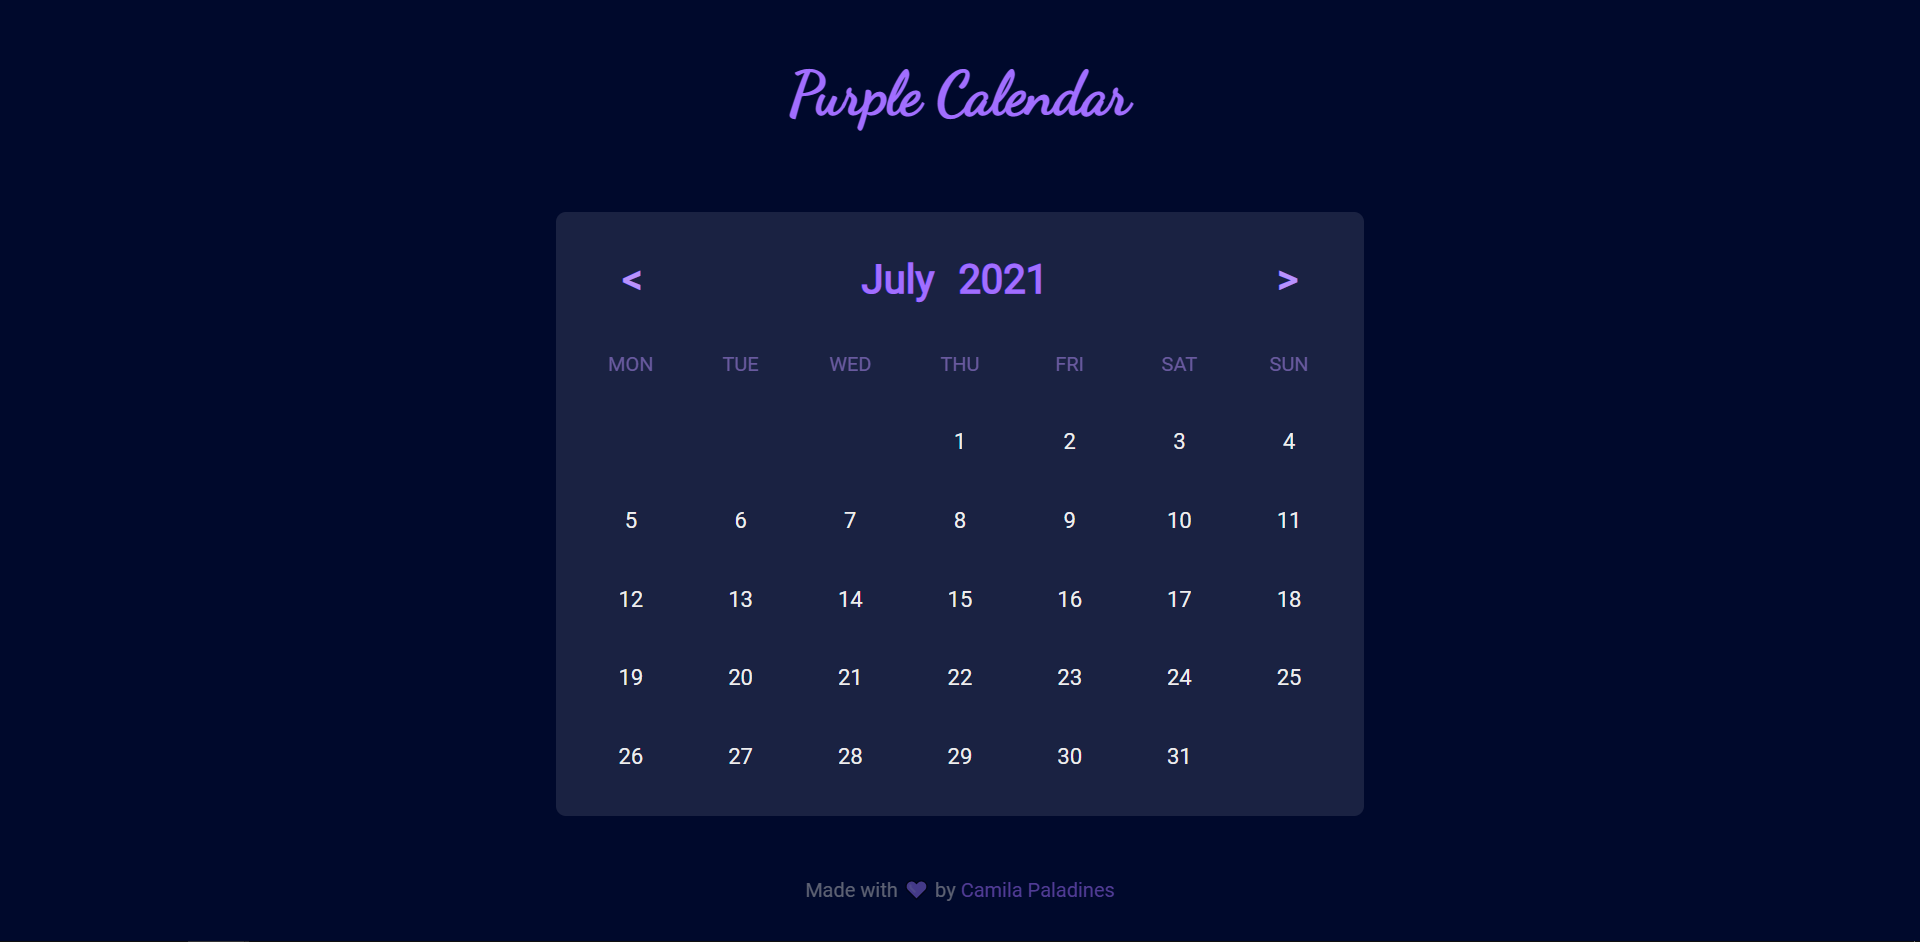 Purple Calendar
< July 2021 >
MON TUE WED THU FRI SAT SUN
1 2 3 4
5 6 7 8 9 10 11
12 13 14 15 16 17 18
19 20 21 22 23 24 25
26 27 28 29 30 31
Made with ♥ by Camila Paladines